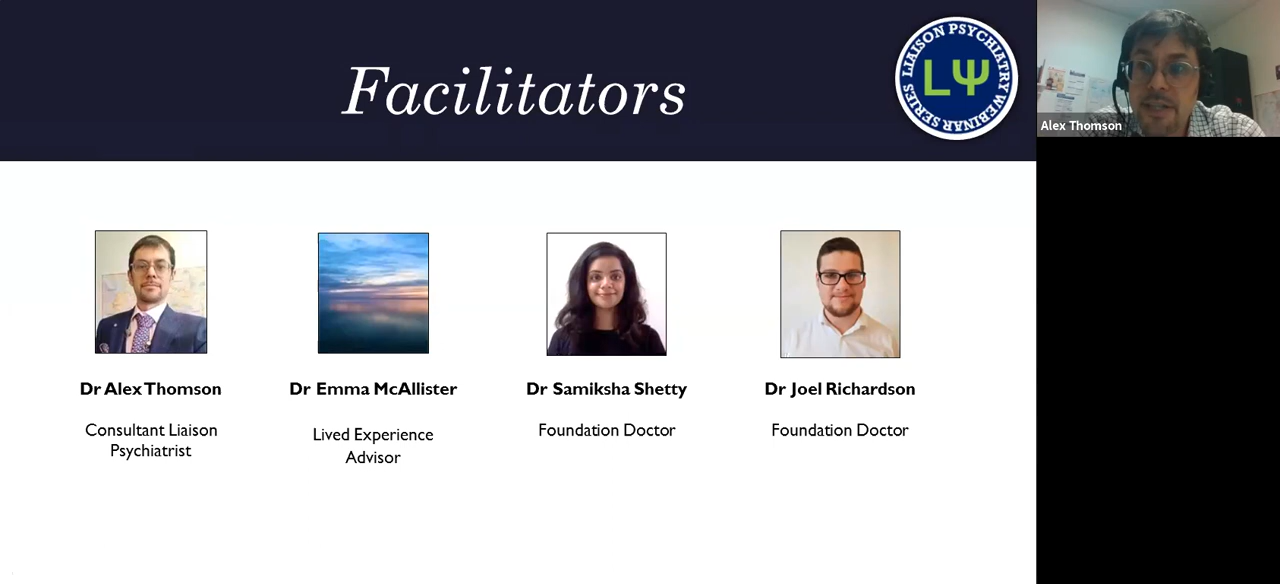 Facilitators
LIAISON PSYCHIATRY WEBINAR SERIES
LΨ
Alex Thomson
Dr Alex Thomson
Consultant Liaison
Psychiatrist
Dr Emma McAllister
Lived Experience
Advisor
Dr Samiksha Shetty
Foundation Doctor
Dr Joel Richardson
Foundation Doctor